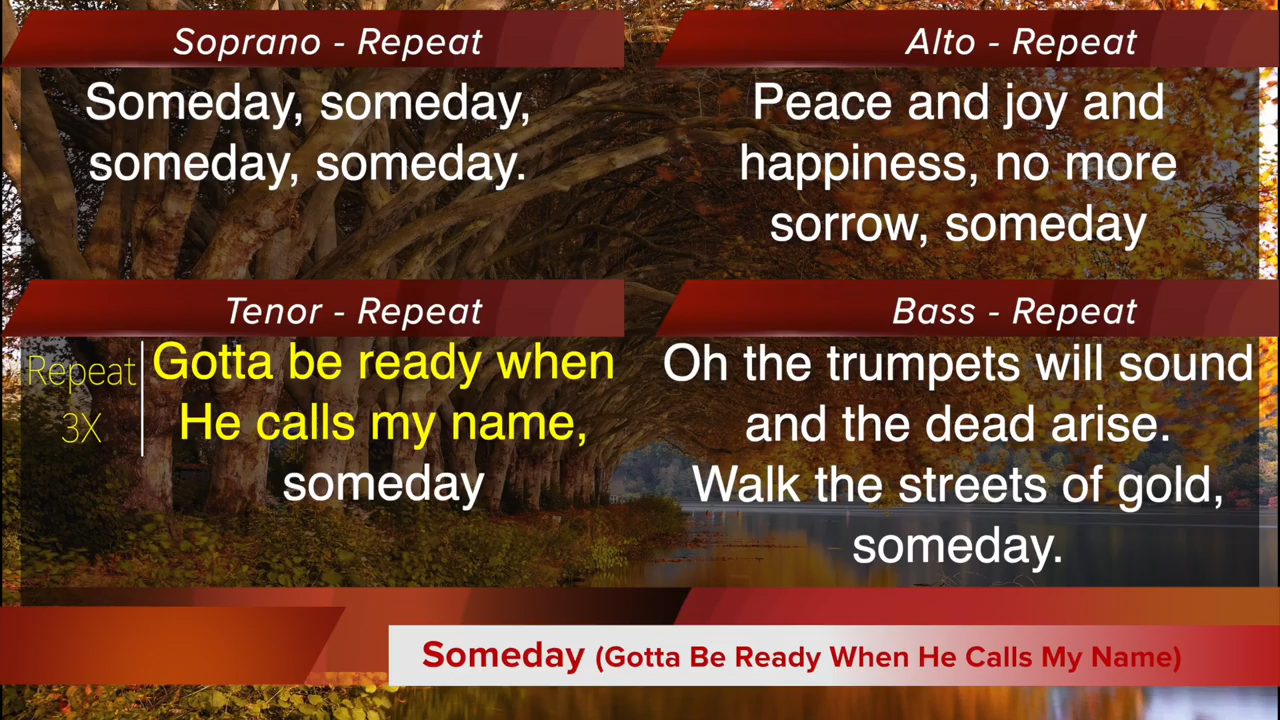 Soprano - Repeat
Someday, someday,
someday, someday.
Alto - Repeat
Peace and joy and
happiness, no more
sorrow, someday
Tenor - Repeat
Repeat
3X
Gotta be ready when
He calls my name,
someday
Bass - Repeat
Oh the trumpets will sound
and the dead arise.
Walk the streets of gold,
someday.
Someday (Gotta Be Ready When He Calls My Name)